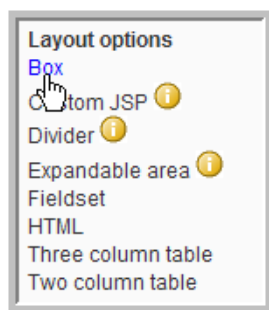 Layout options
Box
Custom JSP
Divider
Expandable area
Fieldset
HTML
Three column table
Two column table